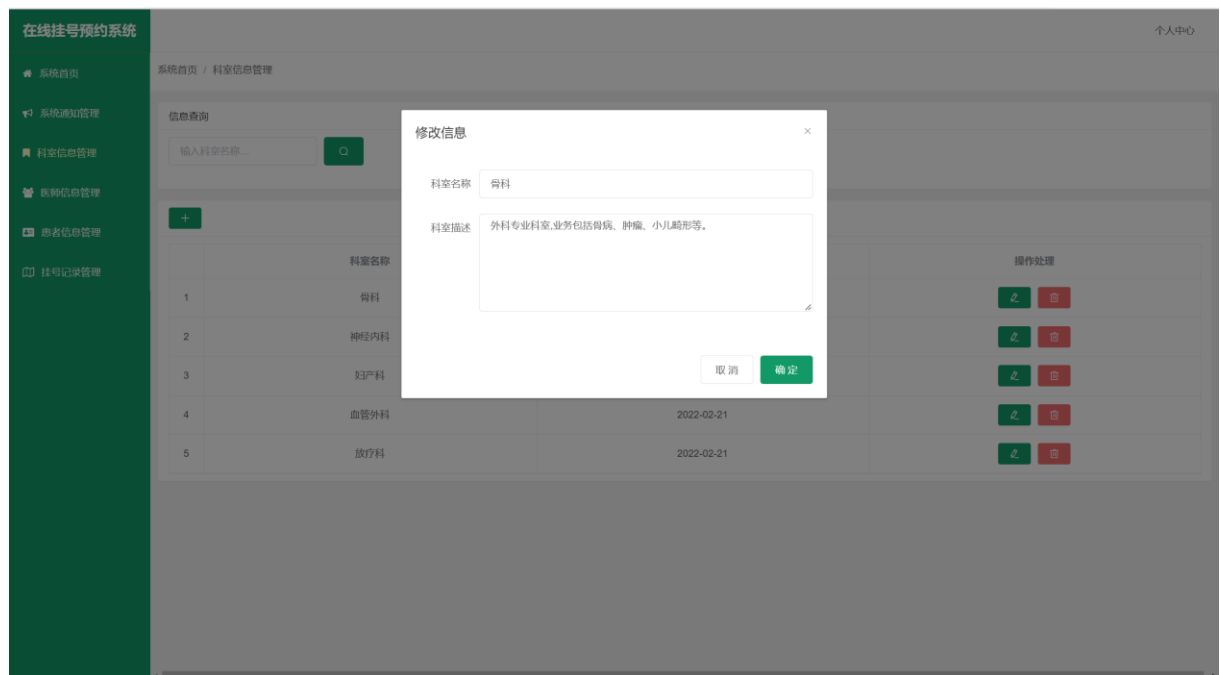 在线挂号预约系统
个人中心
系统首页
系统通知管理
科室信息管理
医师信息管理
患者信息管理
挂号记录管理
系统首页 / 科室信息管理
信息查询
输入科室名称...
科室名称
操作处理
1 骨科
2 神经内科
3 妇产科
4 血管外科 2022-02-21
5 放疗科 2022-02-21
修改信息
科室名称 骨科
科室描述 外科专业科室,业务包括骨病、肿瘤、小儿畸形等。
取消 确定